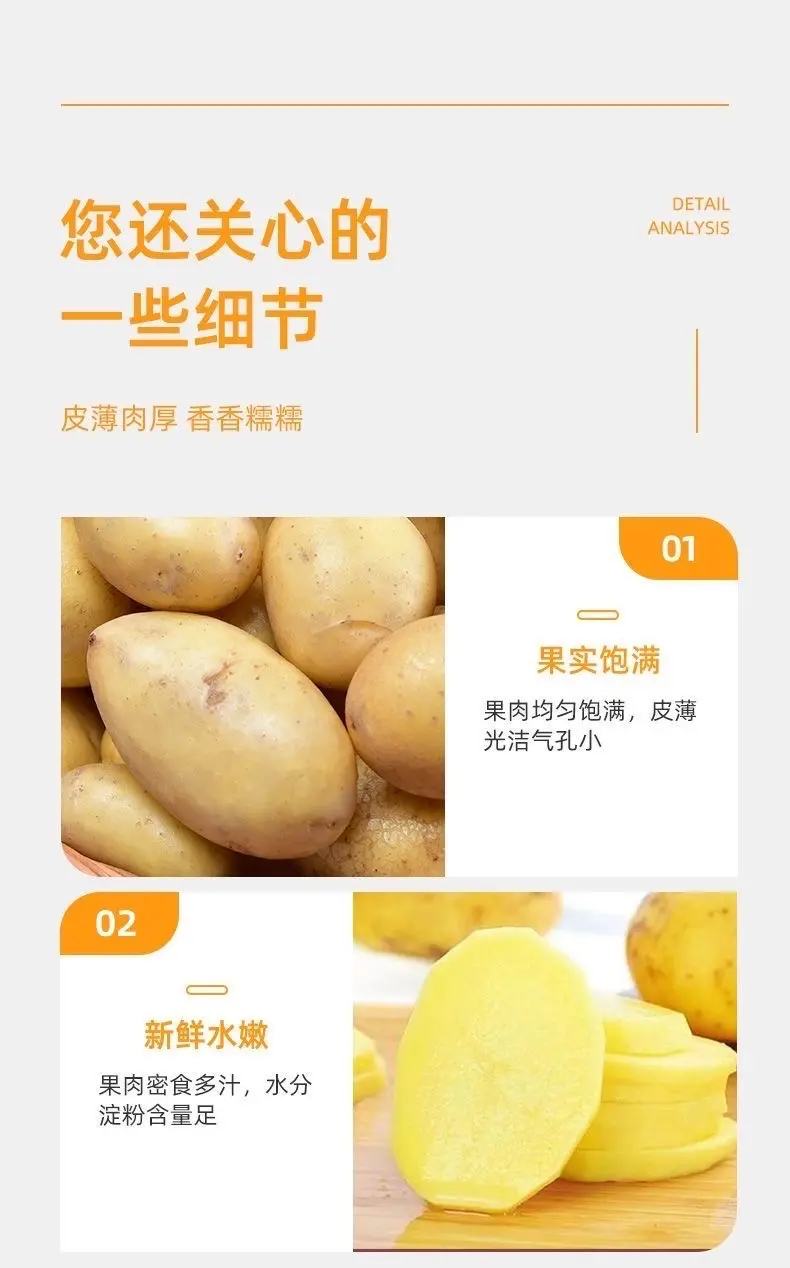 您还关心的
DETAIL
ANALYSIS
一些细节
皮薄肉厚 香香糯糯
01
果实饱满
果肉均匀饱满，皮薄
光洁气孔小
02
新鲜水嫩
果肉密食多汁，水分
淀粉含量足